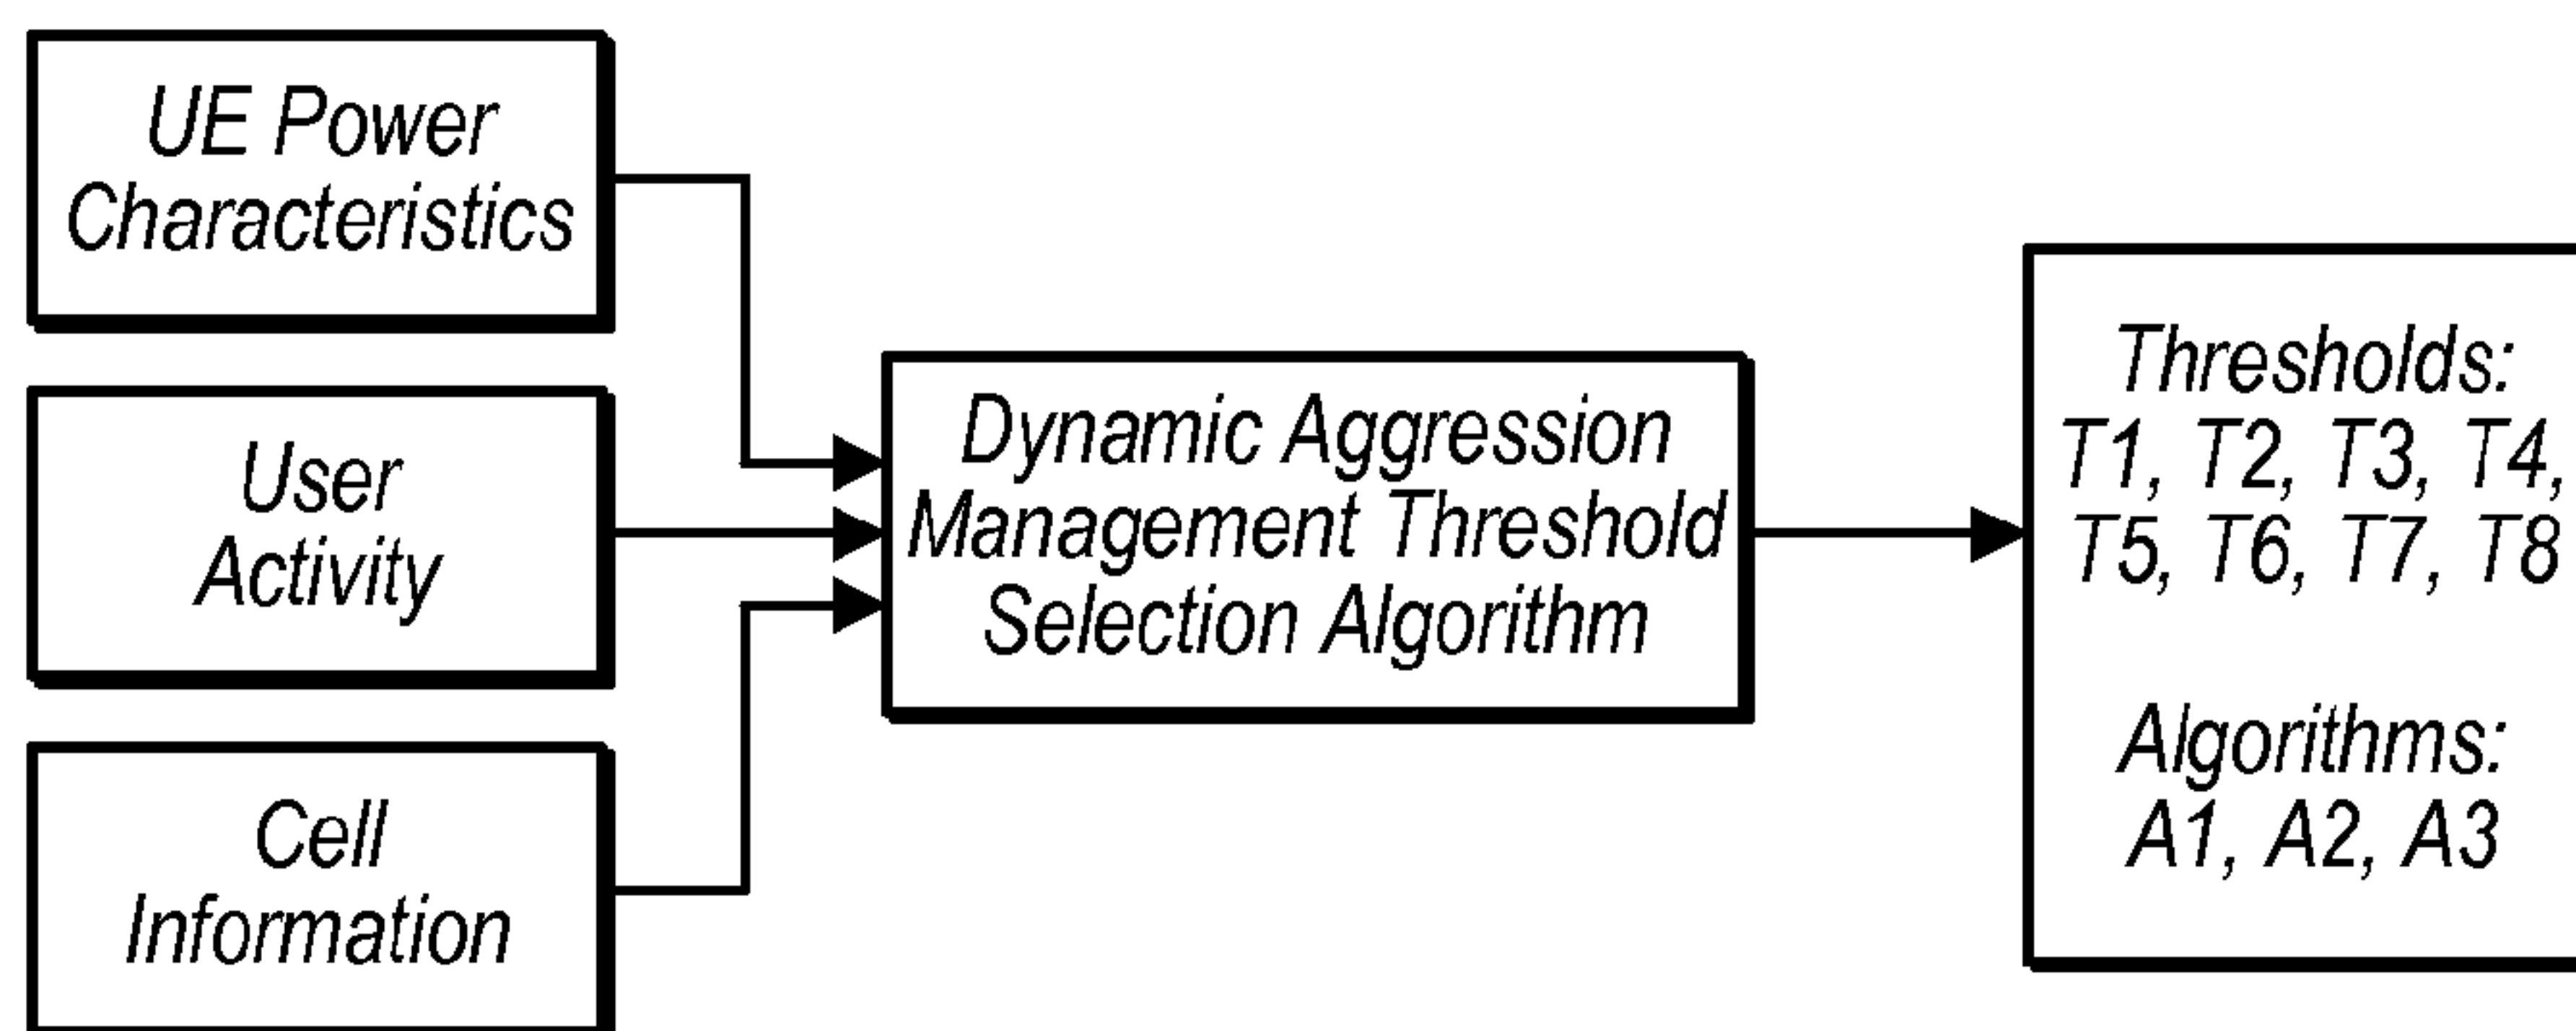 UE Power
Characteristics
User
Activity
Cell
Information
Dynamic Aggression
Management Threshold
Selection Algorithm
Thresholds:
T1, T2, T3, T4,
T5, T6, T7, T8
Algorithms:
A1, A2, A3